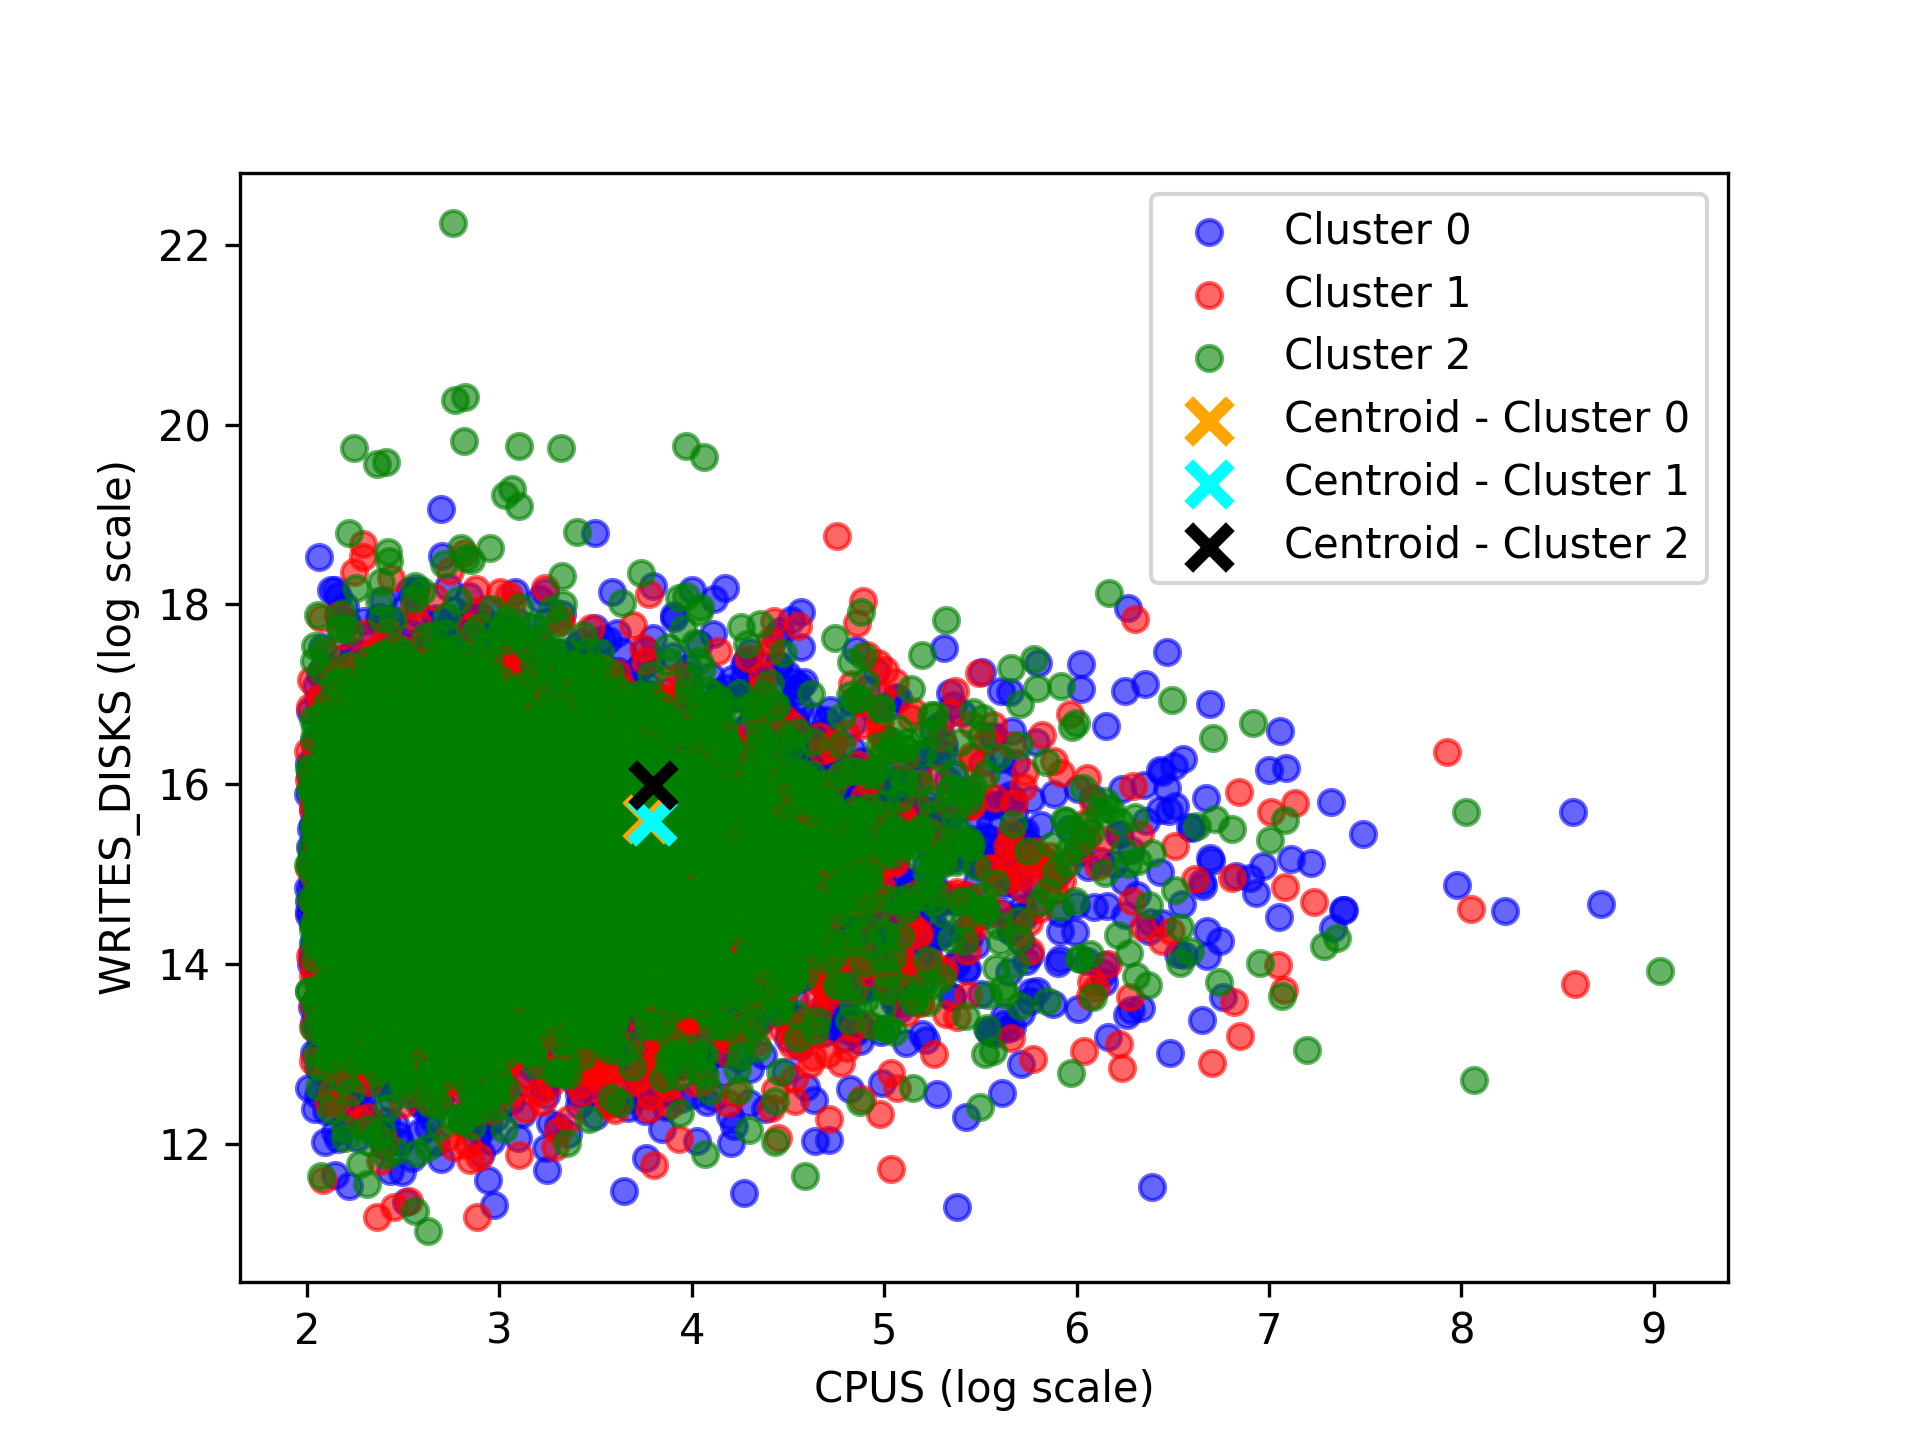 22
20
18
16
14
12
WRITES_DISKS (log scale)
2 3 4 5 6 7 8 9
CPUS (log scale)
Cluster 0
Cluster 1
Cluster 2
Centroid - Cluster 0
Centroid - Cluster 1
Centroid - Cluster 2